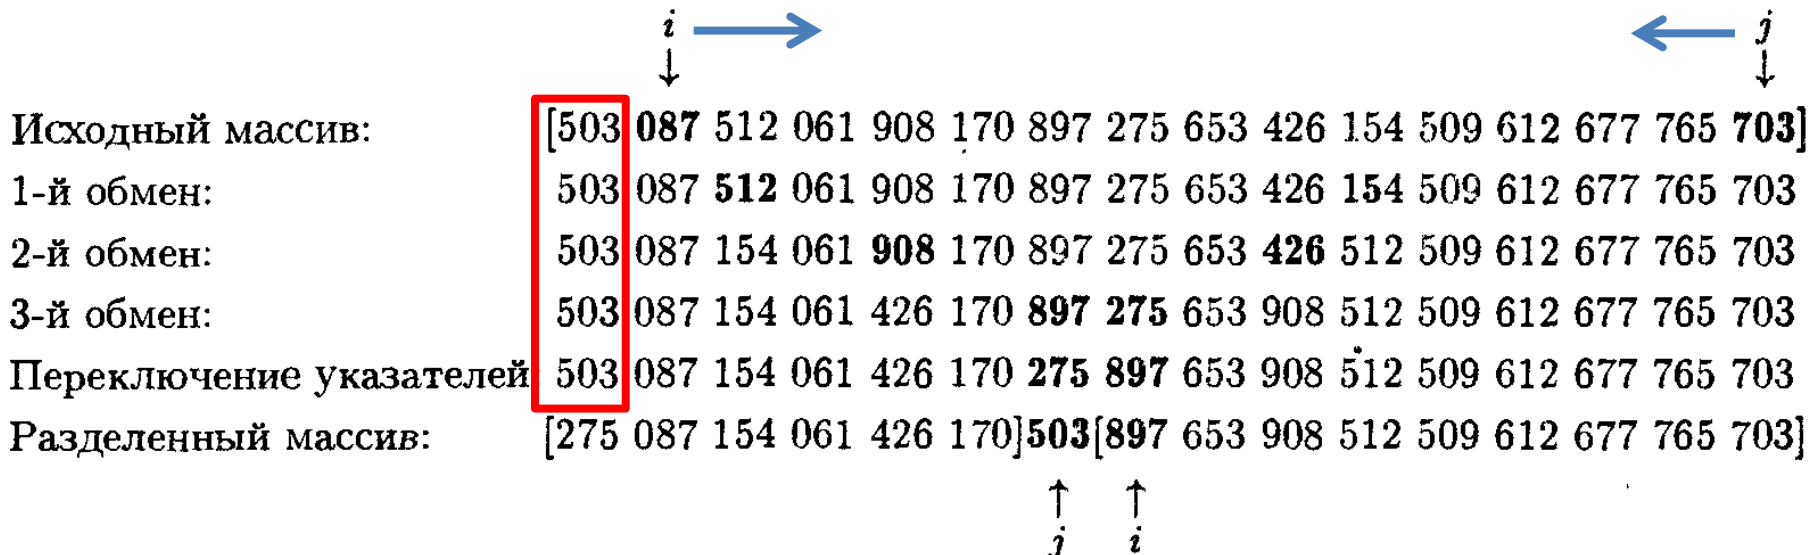 i j
Исходный массив: [503 087 512 061 908 170 897 275 653 426 154 509 612 677 765 703]
1-й обмен: 503 087 512 061 908 170 897 275 653 426 154 509 612 677 765 703
2-й обмен: 503 087 154 061 908 170 897 275 653 426 512 509 612 677 765 703
3-й обмен: 503 087 154 061 426 170 897 275 653 908 512 509 612 677 765 703
Переключение указателей 503 087 154 061 426 170 275 897 653 908 512 509 612 677 765 703
Разделенный массив: [275 087 154 061 426 170]503[897 653 908 512 509 612 677 765 703]
j i